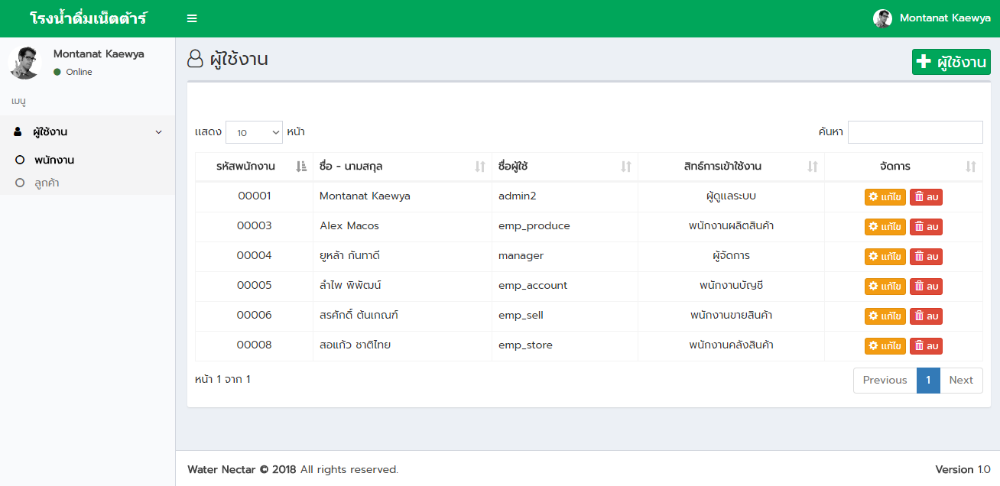 โรงน้ำดื่มเน็ตต้าร์
Montanat Kaewya
Montanat Kaewya
Online
เมนู
ผู้ใช้งาน
พนักงาน
ลูกค้า
ผู้ใช้งาน
ผู้ใช้งาน
แสดง 10 หน้า ค้นหา
รหัสพนักงาน ชื่อ - นามสกุล ชื่อผู้ใช้ สิทธ์การเข้าใช้งาน จัดการ
00001 Montanat Kaewya admin2 ผู้ดูแลระบบ แก้ไข ลบ
00003 Alex Macos emp_produce พนักงานผลิตสินค้า แก้ไข ลบ
00004 ยูหล้า กันทาดี manager ผู้จัดการ แก้ไข ลบ
00005 ลำไพ พิพัฒน์ emp_account พนักงานบัญชี แก้ไข ลบ
00006 สรศักดิ์ ต้นเกณฑ์ emp_sell พนักงานขายสินค้า แก้ไข ลบ
00008 สอแก้ว ชาติไทย emp_store พนักงานคลังสินค้า แก้ไข ลบ
หน้า 1 จาก 1 Previous 1 Next
Water Nectar © 2018 All rights reserved. Version 1.0